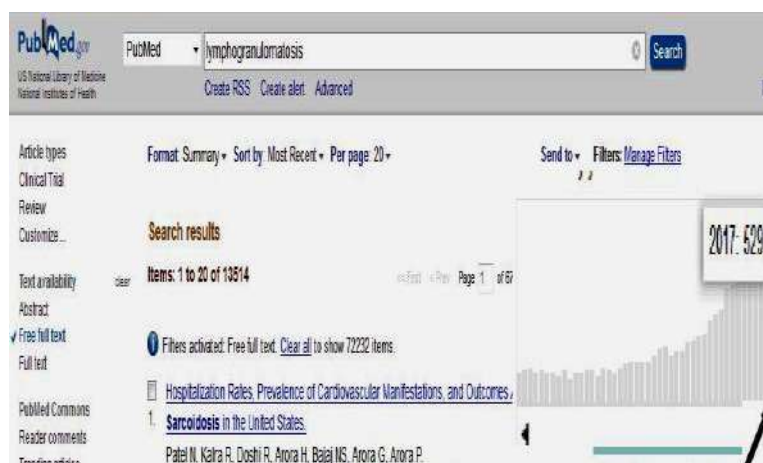 PubMed.gov
US National Library of Medicine
National Institutes of Health
PubMed
lymphogranulomatosis
Search
Create RSS Create alert Advanced
Article types
Clinical Trial
Review
Customize ...
Text availability
clear
Abstract
Free full text
Full text
PubMed Commons
Reader comments
Trending articles
Format: Summary Sort by: Most Recent Per page: 20
Send to Filters: Manage Filters
Search results
Items: 1 to 20 of 13514
<< First < Prev Page 1 of 67
Filters activated: Free full text. Clear all to show 72232 items.
Hospitalization Rates, Prevalence of Cardiovascular Manifestations, and Outcomes
1. Sarcoidosis in the United States.
Patel N, Kalra R, Doshi R, Arora H, Bajaj NS, Arora G, Arora P.
2017: 529